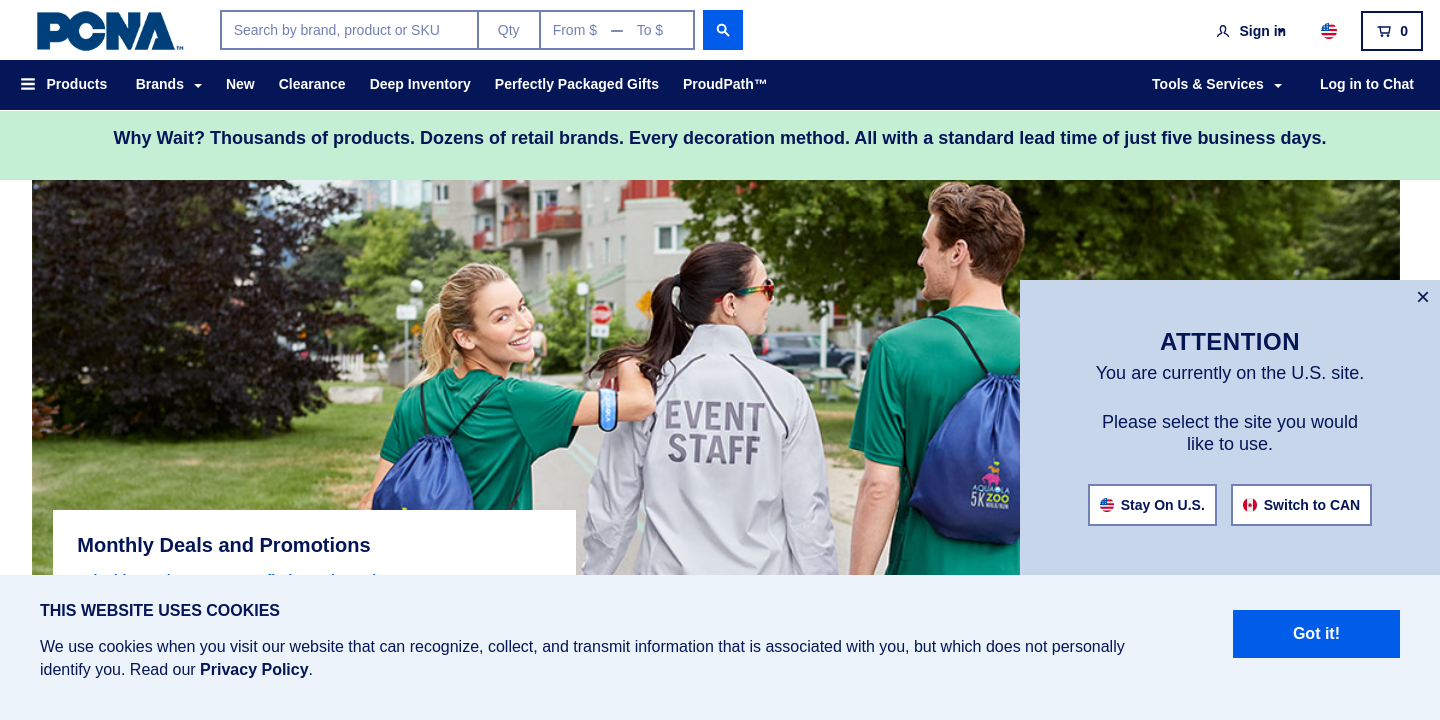 PCNA™
Search by brand, product or SKU
Qty
From $ — To $
Sign in
0
Products
Brands
New
Clearance
Deep Inventory
Perfectly Packaged Gifts
ProudPath™
Tools & Services
Log in to Chat
Why Wait? Thousands of products. Dozens of retail brands. Every decoration method. All with a standard lead time of just five business days.
EVENT
STAFF
AQUABLA
5K ZOO
WALK/RUN
×
ATTENTION
You are currently on the U.S. site.
Please select the site you would
like to use.
Stay On U.S.
Switch to CAN
Monthly Deals and Promotions
THIS WEBSITE USES COOKIES
We use cookies when you visit our website that can recognize, collect, and transmit information that is associated with you, but which does not personally
identify you. Read our Privacy Policy.
Got it!